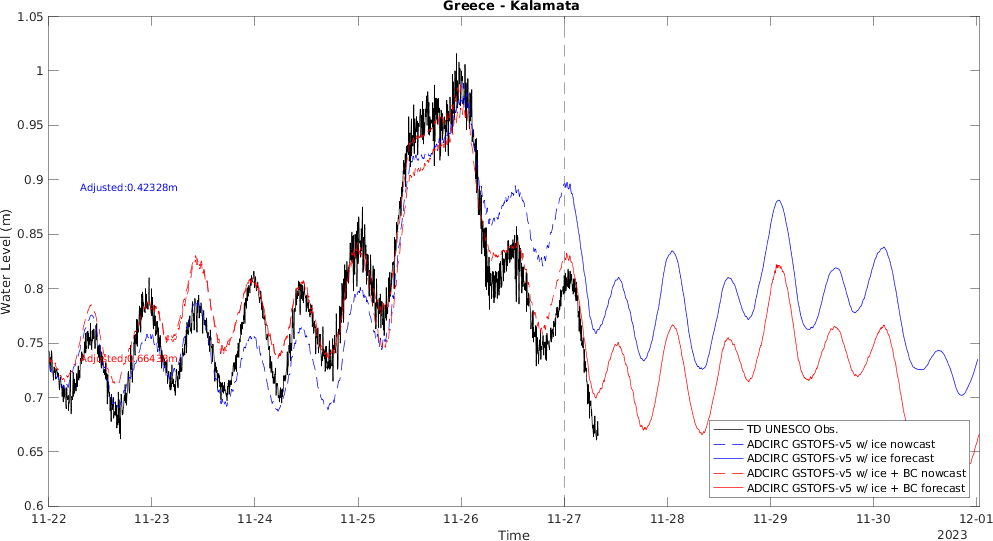 Greece - Kalamata
1.05
1
0.95
0.9
0.85
0.8
0.75
0.7
0.65
0.6
Water Level (m)
Adjusted:0.42328m
Adjusted:0.66438m
TD UNESCO Obs.
ADCIRC GSTOFS-v5 w/ ice nowcast
ADCIRC GSTOFS-v5 w/ ice forecast
ADCIRC GSTOFS-v5 w/ ice + BC nowcast
ADCIRC GSTOFS-v5 w/ ice + BC forecast
11-22 11-23 11-24 11-25 11-26 11-27 11-28 11-29 11-30 12-01
Time
2023